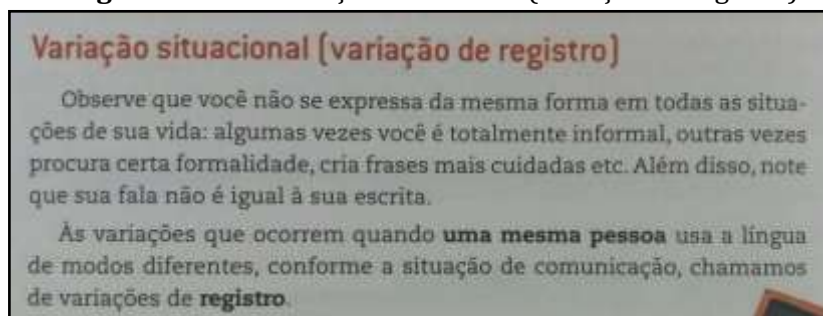 Variação situacional (variação de registro)
Observe que você não se expressa da mesma forma em todas as situa-
ções de sua vida: algumas vezes você é totalmente informal, outras vezes
procura certa formalidade, cria frases mais cuidadas etc. Além disso, note
que sua fala não é igual à sua escrita.
Às variações que ocorrem quando uma mesma pessoa usa a língua
de modos diferentes, conforme a situação de comunicação, chamamos
de variações de registro.